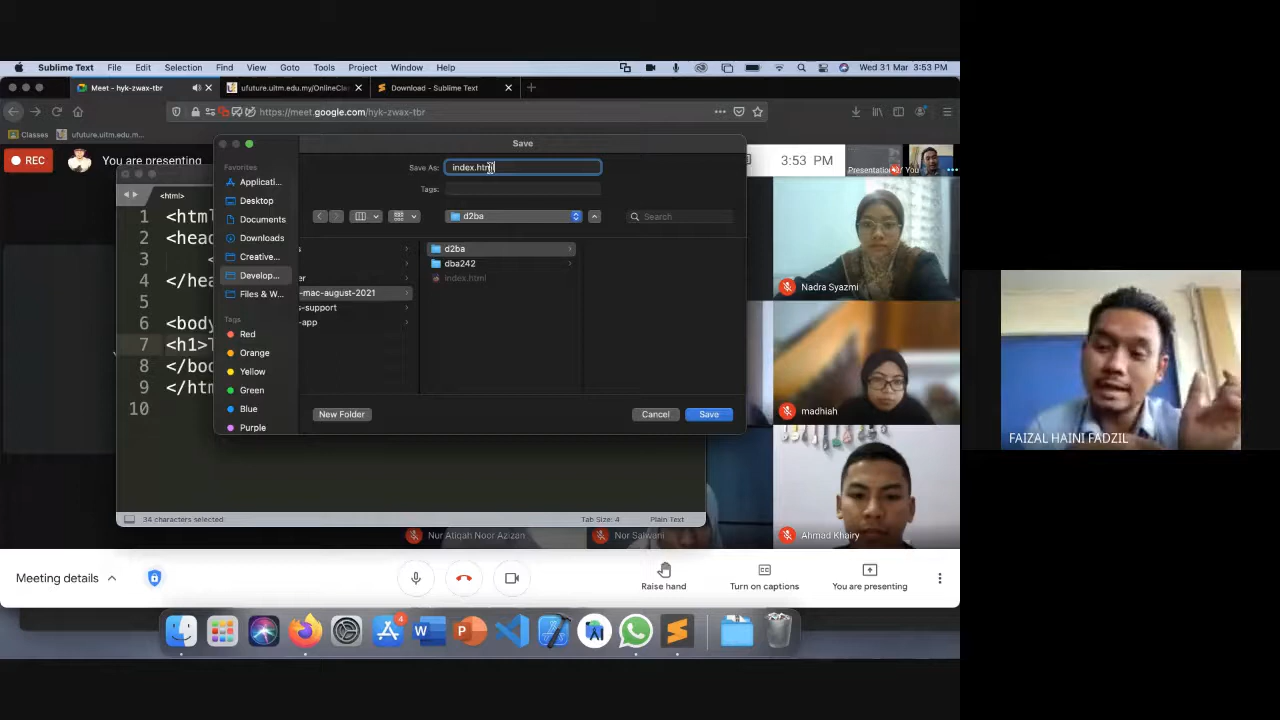 Sublime Text File Edit Selection Find View Goto Tools Project Window Help Wed 31 Mar 3:53 PM
Meet - hyk-zwax-tbr ufuture.uitm.edu.my/OnlineCla Download - Sublime Text
https://meet.google.com/hyk-zwax-tbr
Classes ufuture.uitm.edu.m...
REC You are presenting 3:53 PM Presentation You
Save
Save As: index.html
Tags:
d2ba Search
Favorites
Applicati...
Desktop
Documents
Downloads
Creative...
Develop...
Files & W...
Tags
Red
Orange
Yellow
Green
Blue
Purple
-mac-august-2021
s-support
-app
d2ba
dba242
index.html
New Folder Cancel Save
<html>
1 <html
2 <head
3 <
4 </hea
5
6 <body
7 <h1>T
8 </bod
9 </htm
10
34 characters selected Tab Size: 4 Plain Text
Nadra Syazmi
madhiah
Ahmad Khairy
Nur Atiqah Noor Azizan Nor Salwani
FAIZAL HAINI FADZIL
Meeting details Raise hand Turn on captions You are presenting
4
W P